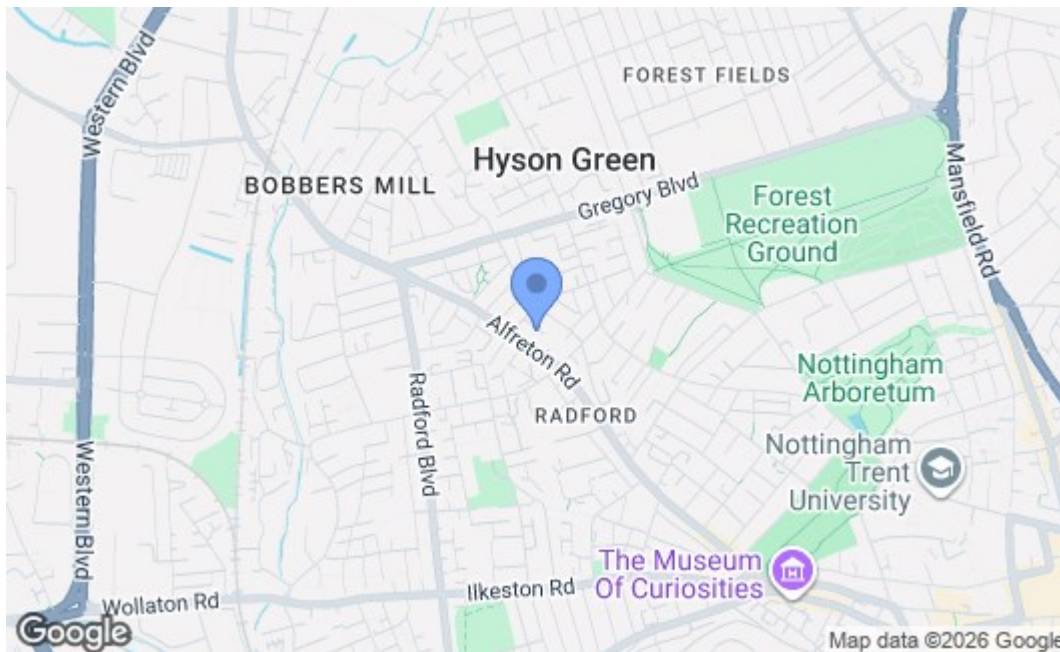 Western Blvd
FOREST FIELDS
Hyson Green
BOBBERS MILL
Gregory Blvd
Mansfield Rd
Forest
Recreation
Ground
Alfreton Rd
Nottingham
Arboretum
Radford Blvd
RADFORD
Nottingham
Trent
University
Western Blvd
The Museum
Of Curiosities
Ilkeston Rd
Wollaton Rd
Google
Map data ©2026 Google